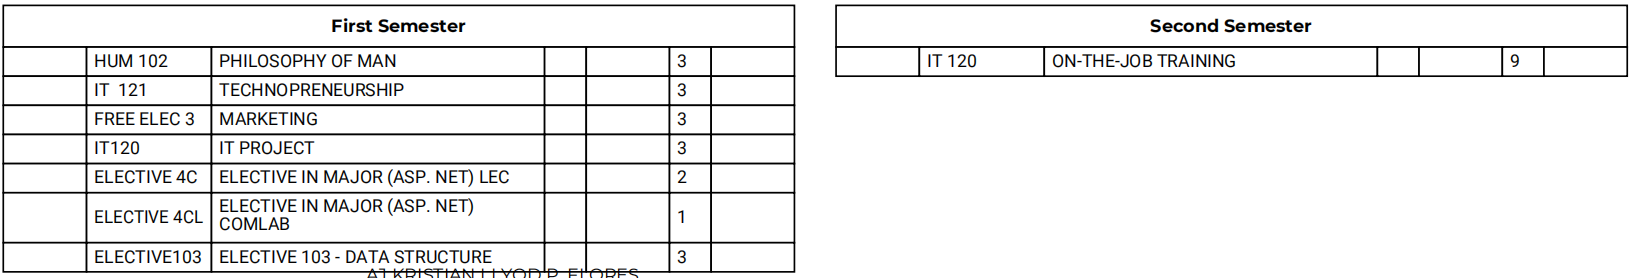 First Semester
HUM 102 PHILOSOPHY OF MAN 3
IT 121 TECHNOPRENEURSHIP 3
FREE ELEC 3 MARKETING 3
IT120 IT PROJECT 3
ELECTIVE 4C ELECTIVE IN MAJOR (ASP. NET) LEC 2
ELECTIVE 4CL ELECTIVE IN MAJOR (ASP. NET) COMLAB 1
ELECTIVE103 ELECTIVE 103 - DATA STRUCTURE 3
AJ KRISTIAN LLYOD P. FLORES
Second Semester
IT 120 ON-THE-JOB TRAINING 9